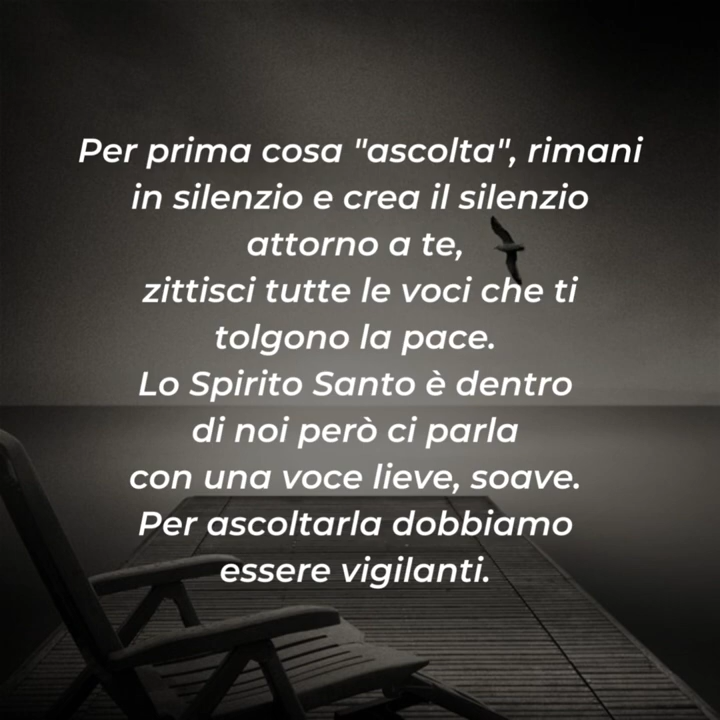 Per prima cosa "ascolta", rimani
in silenzio e crea il silenzio
attorno a te,
zittisci tutte le voci che ti
tolgono la pace.
Lo Spirito Santo è dentro
di noi però ci parla
con una voce lieve, soave.
Per ascoltarla dobbiamo
essere vigilanti.